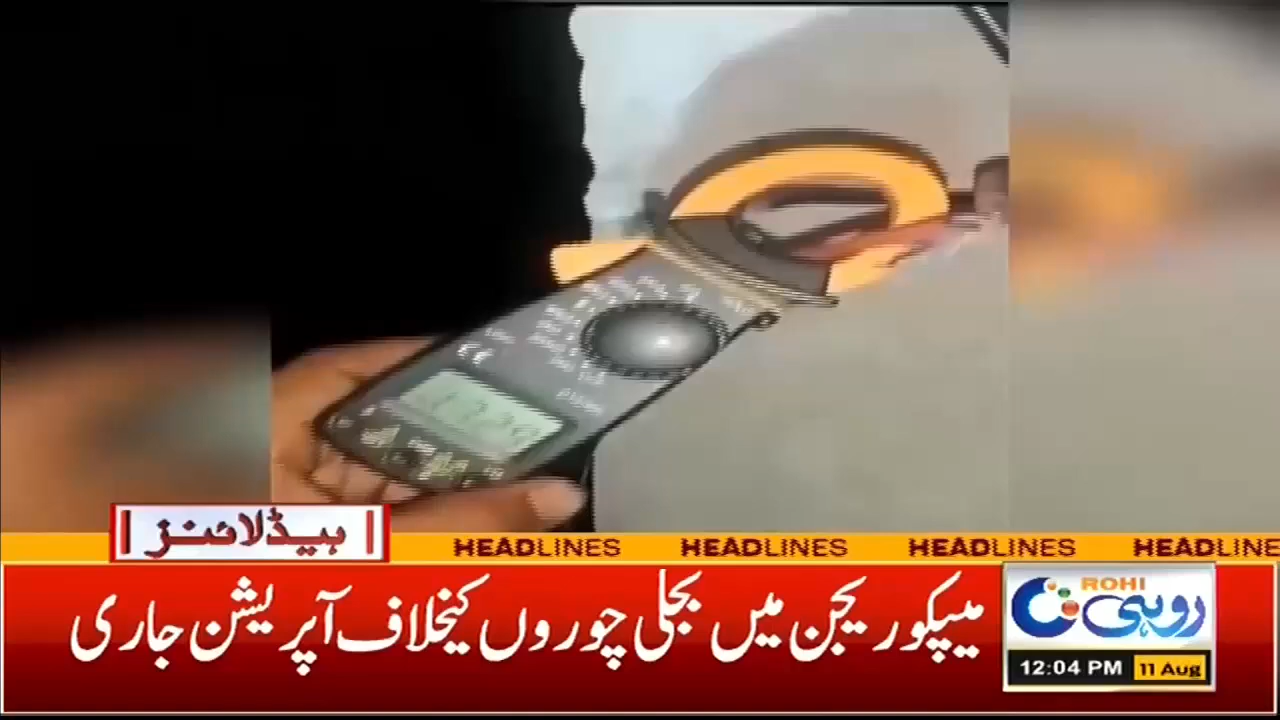 ہیڈلائنز
HEADLINES HEADLINES HEADLINES HEADLINE
میپکو ریجن میں بجلی چوروں کیخلاف آپریشن جاری
ROHI
روہی
12:04 PM 11 Aug